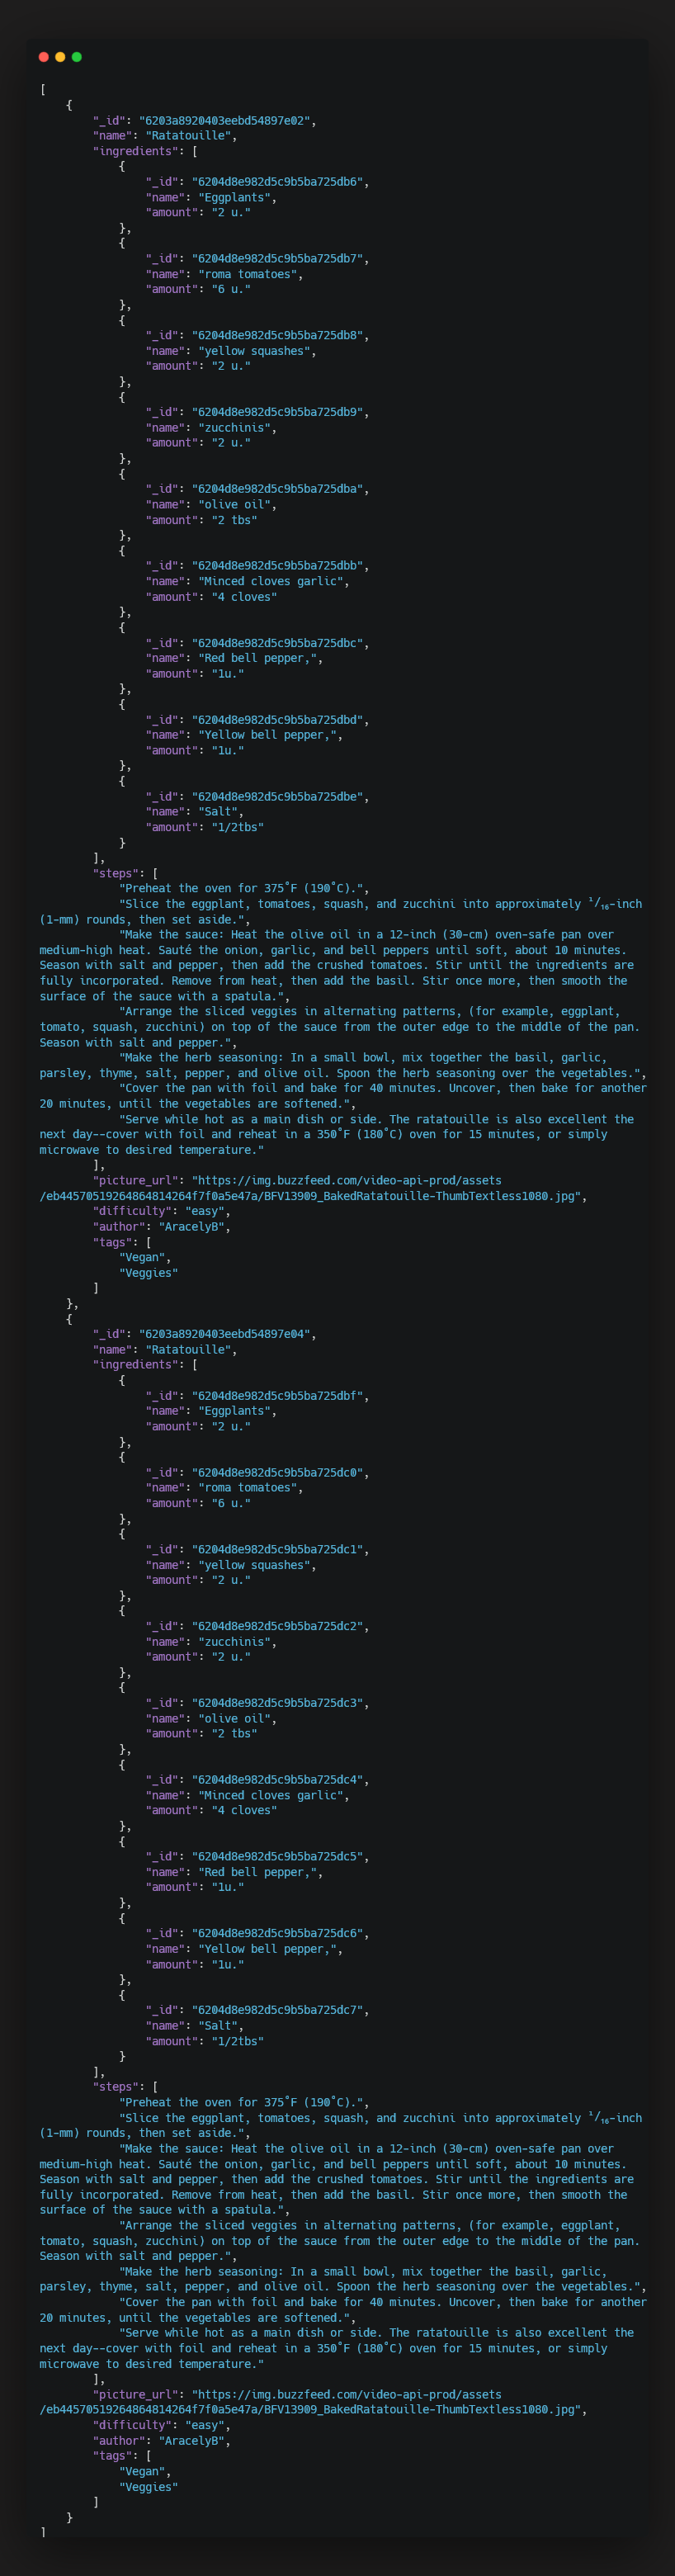 [
    {
        "_id": "6203a8920403eebd54897e02",
        "name": "Ratatouille",
        "ingredients": [
            {
                "_id": "6204d8e982d5c9b5ba725db6",
                "name": "Eggplants",
                "amount": "2 u."
            },
            {
                "_id": "6204d8e982d5c9b5ba725db7",
                "name": "roma tomatoes",
                "amount": "6 u."
            },
            {
                "_id": "6204d8e982d5c9b5ba725db8",
                "name": "yellow squashes",
                "amount": "2 u."
            },
            {
                "_id": "6204d8e982d5c9b5ba725db9",
                "name": "zucchinis",
                "amount": "2 u."
            },
            {
                "_id": "6204d8e982d5c9b5ba725dba",
                "name": "olive oil",
                "amount": "2 tbs"
            },
            {
                "_id": "6204d8e982d5c9b5ba725dbb",
                "name": "Minced cloves garlic",
                "amount": "4 cloves"
            },
            {
                "_id": "6204d8e982d5c9b5ba725dbc",
                "name": "Red bell pepper,",
                "amount": "1u."
            },
            {
                "_id": "6204d8e982d5c9b5ba725dbd",
                "name": "Yellow bell pepper,",
                "amount": "1u."
            },
            {
                "_id": "6204d8e982d5c9b5ba725dbe",
                "name": "Salt",
                "amount": "1/2tbs"
            }
        ],
        "steps": [
            "Preheat the oven for 375˚F (190˚C).",
            "Slice the eggplant, tomatoes, squash, and zucchini into approximately ¹⁄₁₆-inch
(1-mm) rounds, then set aside.",
            "Make the sauce: Heat the olive oil in a 12-inch (30-cm) oven-safe pan over
medium-high heat. Sauté the onion, garlic, and bell peppers until soft, about 10 minutes.
Season with salt and pepper, then add the crushed tomatoes. Stir until the ingredients are
fully incorporated. Remove from heat, then add the basil. Stir once more, then smooth the
surface of the sauce with a spatula.",
            "Arrange the sliced veggies in alternating patterns, (for example, eggplant,
tomato, squash, zucchini) on top of the sauce from the outer edge to the middle of the pan.
Season with salt and pepper.",
            "Make the herb seasoning: In a small bowl, mix together the basil, garlic,
parsley, thyme, salt, pepper, and olive oil. Spoon the herb seasoning over the vegetables.",
            "Cover the pan with foil and bake for 40 minutes. Uncover, then bake for another
20 minutes, until the vegetables are softened.",
            "Serve while hot as a main dish or side. The ratatouille is also excellent the
next day--cover with foil and reheat in a 350˚F (180˚C) oven for 15 minutes, or simply
microwave to desired temperature."
        ],
        "picture_url": "https://img.buzzfeed.com/video-api-prod/assets
/eb44570519264864814264f7f0a5e47a/BFV13909_BakedRatatouille-ThumbTextless1080.jpg",
        "difficulty": "easy",
        "author": "AracelyB",
        "tags": [
            "Vegan",
            "Veggies"
        ]
    },
    {
        "_id": "6203a8920403eebd54897e04",
        "name": "Ratatouille",
        "ingredients": [
            {
                "_id": "6204d8e982d5c9b5ba725dbf",
                "name": "Eggplants",
                "amount": "2 u."
            },
            {
                "_id": "6204d8e982d5c9b5ba725dc0",
                "name": "roma tomatoes",
                "amount": "6 u."
            },
            {
                "_id": "6204d8e982d5c9b5ba725dc1",
                "name": "yellow squashes",
                "amount": "2 u."
            },
            {
                "_id": "6204d8e982d5c9b5ba725dc2",
                "name": "zucchinis",
                "amount": "2 u."
            },
            {
                "_id": "6204d8e982d5c9b5ba725dc3",
                "name": "olive oil",
                "amount": "2 tbs"
            },
            {
                "_id": "6204d8e982d5c9b5ba725dc4",
                "name": "Minced cloves garlic",
                "amount": "4 cloves"
            },
            {
                "_id": "6204d8e982d5c9b5ba725dc5",
                "name": "Red bell pepper,",
                "amount": "1u."
            },
            {
                "_id": "6204d8e982d5c9b5ba725dc6",
                "name": "Yellow bell pepper,",
                "amount": "1u."
            },
            {
                "_id": "6204d8e982d5c9b5ba725dc7",
                "name": "Salt",
                "amount": "1/2tbs"
            }
        ],
        "steps": [
            "Preheat the oven for 375˚F (190˚C).",
            "Slice the eggplant, tomatoes, squash, and zucchini into approximately ¹⁄₁₆-inch
(1-mm) rounds, then set aside.",
            "Make the sauce: Heat the olive oil in a 12-inch (30-cm) oven-safe pan over
medium-high heat. Sauté the onion, garlic, and bell peppers until soft, about 10 minutes.
Season with salt and pepper, then add the crushed tomatoes. Stir until the ingredients are
fully incorporated. Remove from heat, then add the basil. Stir once more, then smooth the
surface of the sauce with a spatula.",
            "Arrange the sliced veggies in alternating patterns, (for example, eggplant,
tomato, squash, zucchini) on top of the sauce from the outer edge to the middle of the pan.
Season with salt and pepper.",
            "Make the herb seasoning: In a small bowl, mix together the basil, garlic,
parsley, thyme, salt, pepper, and olive oil. Spoon the herb seasoning over the vegetables.",
            "Cover the pan with foil and bake for 40 minutes. Uncover, then bake for another
20 minutes, until the vegetables are softened.",
            "Serve while hot as a main dish or side. The ratatouille is also excellent the
next day--cover with foil and reheat in a 350˚F (180˚C) oven for 15 minutes, or simply
microwave to desired temperature."
        ],
        "picture_url": "https://img.buzzfeed.com/video-api-prod/assets
/eb44570519264864814264f7f0a5e47a/BFV13909_BakedRatatouille-ThumbTextless1080.jpg",
        "difficulty": "easy",
        "author": "AracelyB",
        "tags": [
            "Vegan",
            "Veggies"
        ]
    }
]